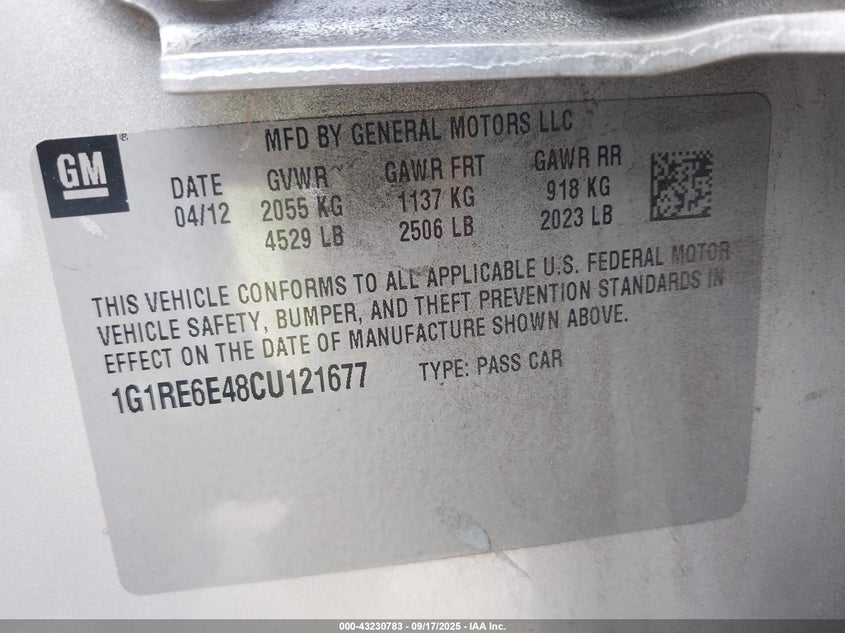 MFD BY GENERAL MOTORS LLC
GM
DATE GVWR GAWR FRT GAWR RR
04/12 2055 KG 1137 KG 918 KG
4529 LB 2506 LB 2023 LB
THIS VEHICLE CONFORMS TO ALL APPLICABLE U.S. FEDERAL MOTOR
VEHICLE SAFETY, BUMPER, AND THEFT PREVENTION STANDARDS IN
EFFECT ON THE DATE OF MANUFACTURE SHOWN ABOVE.
1G1RE6E48CU121677 TYPE: PASS CAR
000-43230783 - 09/17/2025 - IAA Inc.